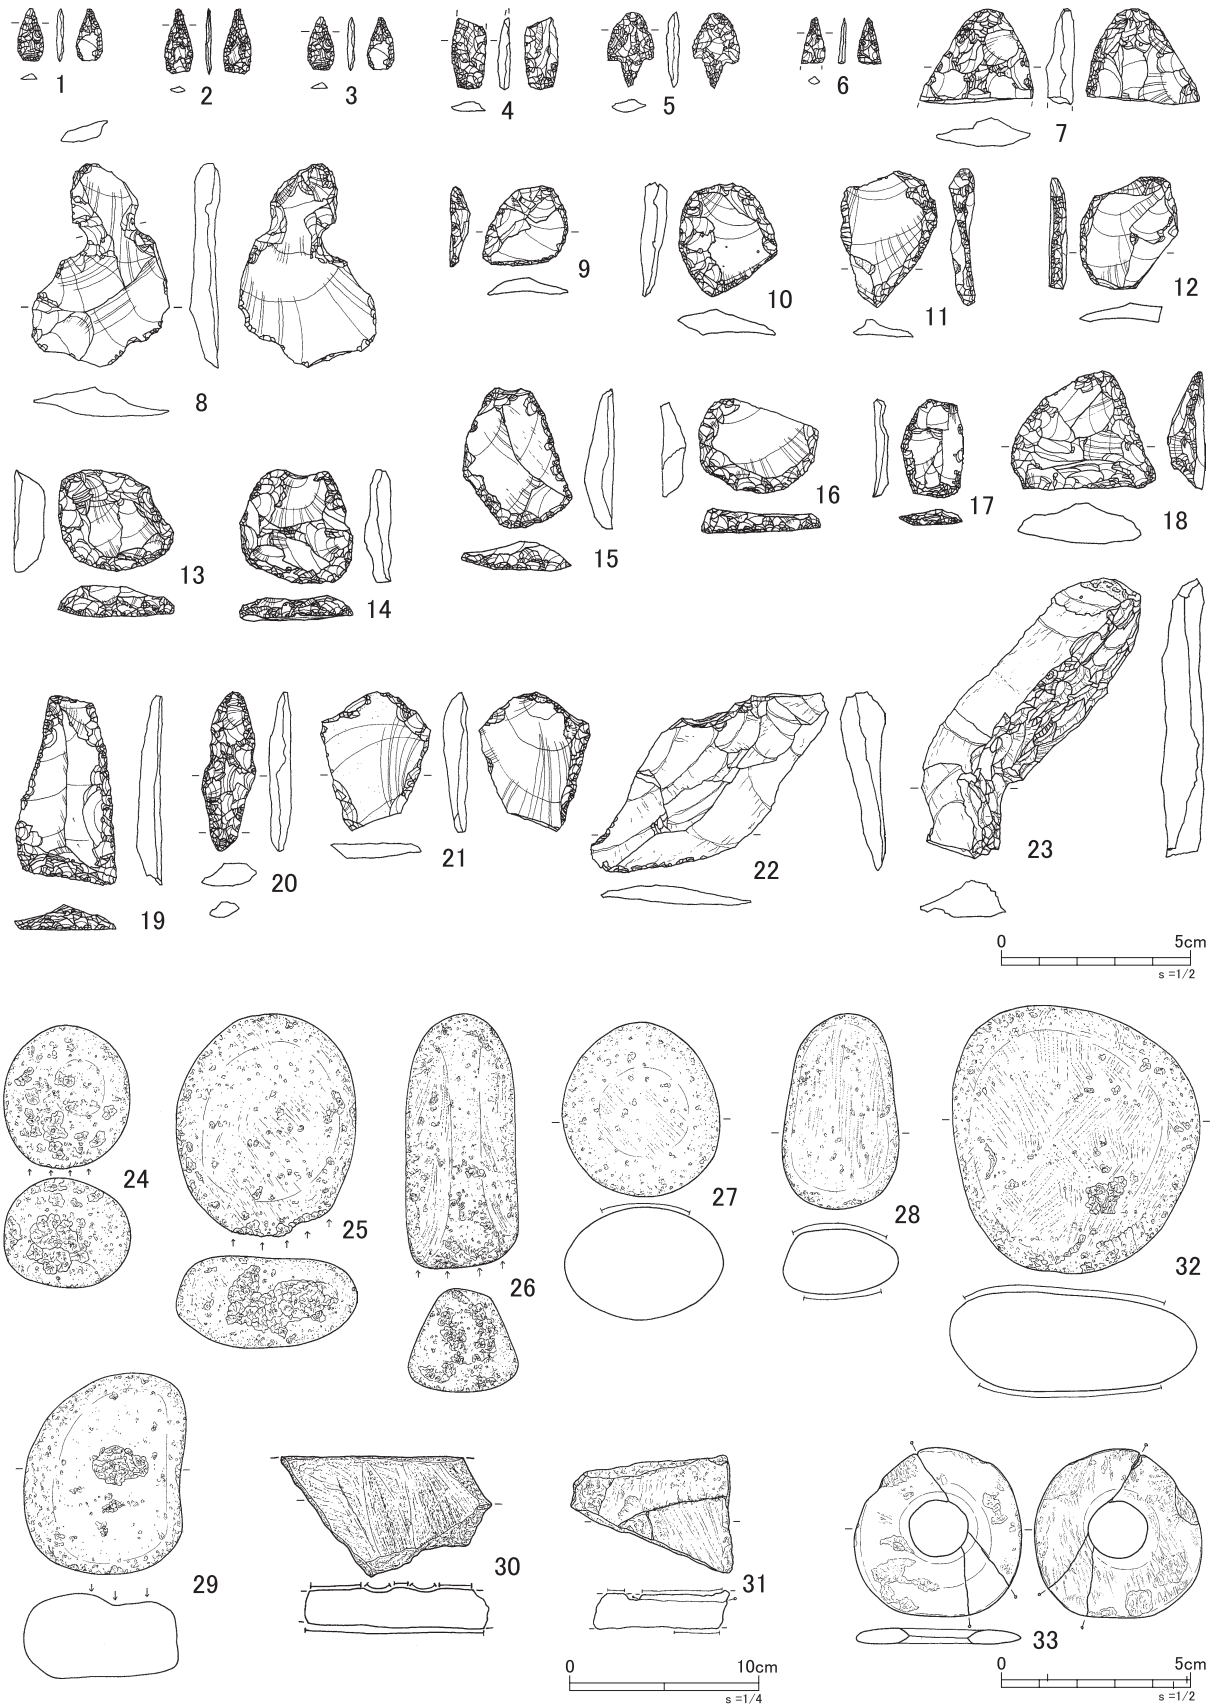 1 2 3 4 5 6 7
8 9 10 11 12
13 14 15 16 17 18
19 20 21 22 23
0 5cm
s =1/2
24 25 26 27 28 32
29 30 31 33
0 10cm
s=1/4
0 5cm
s =1/2